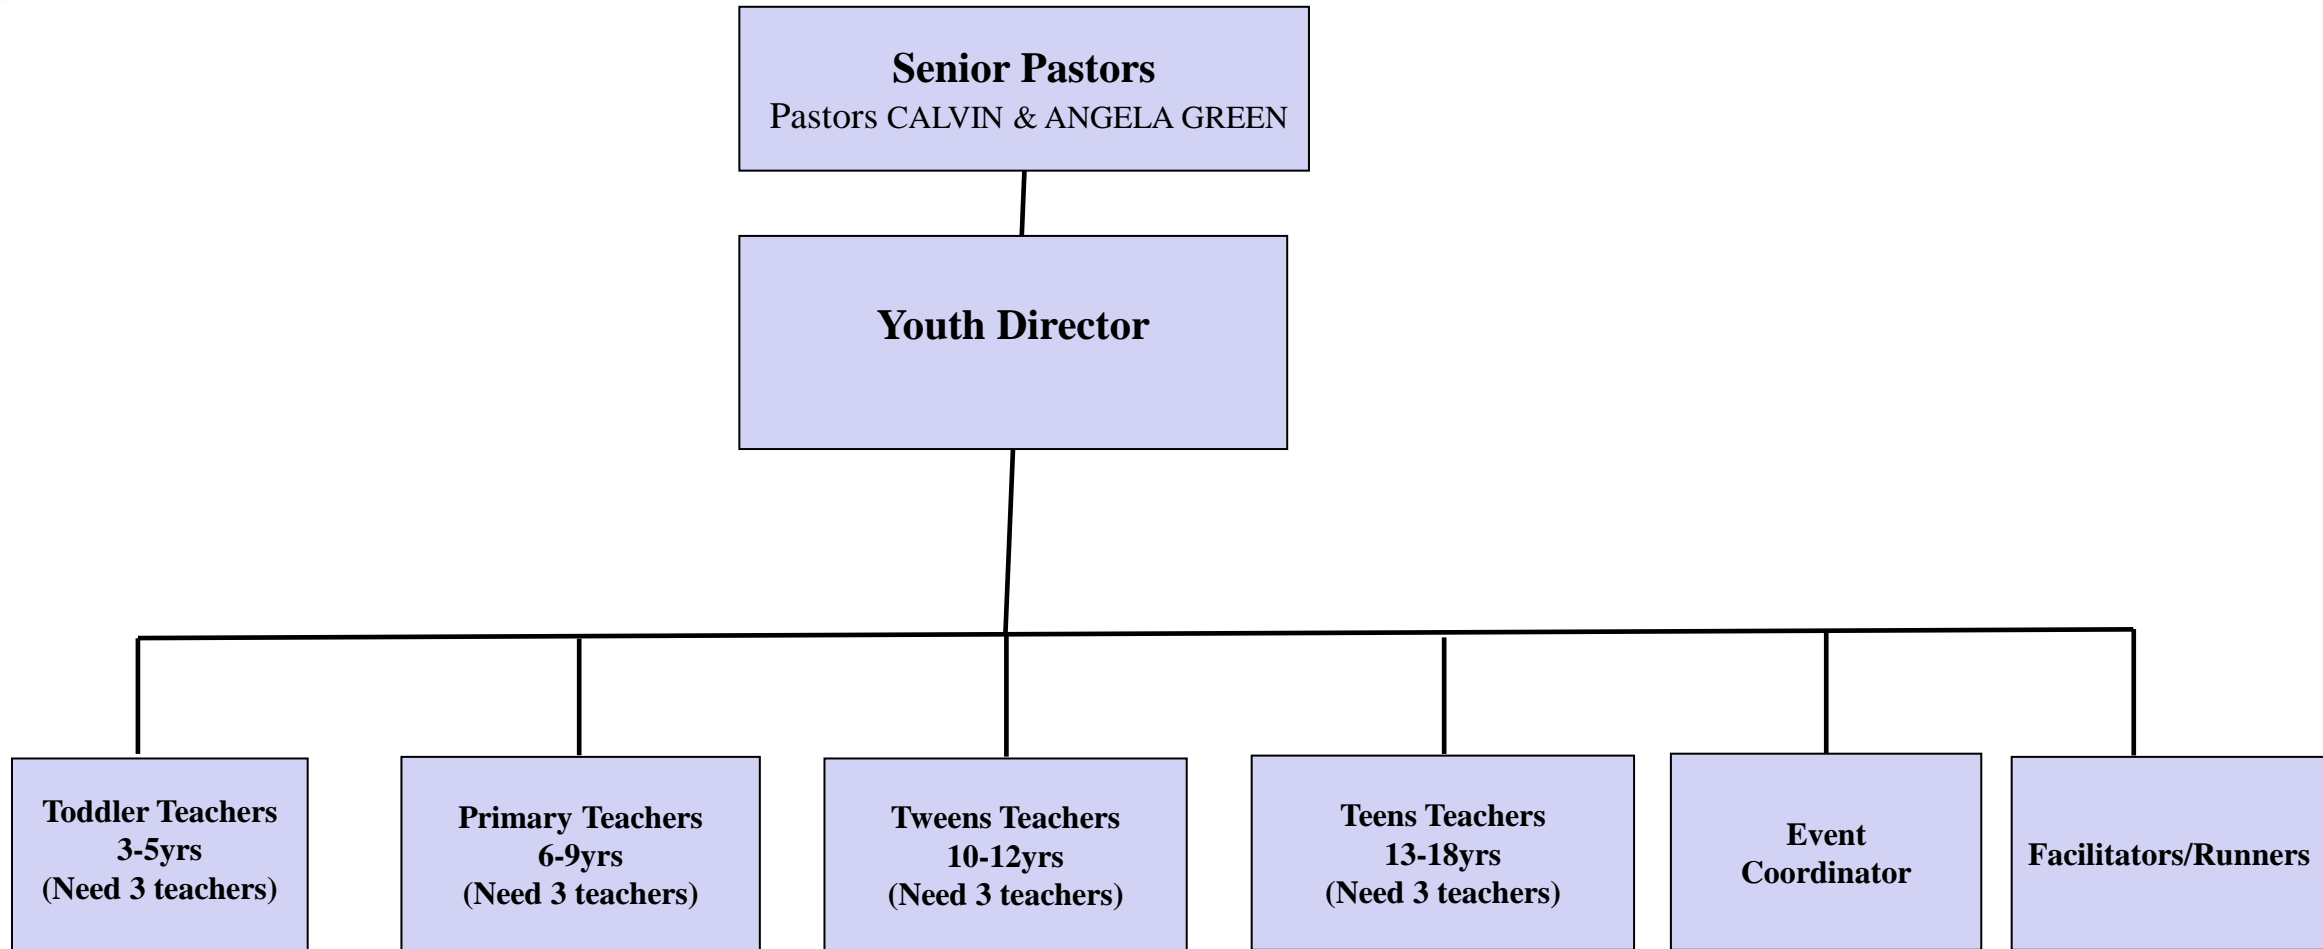 Senior Pastors
Pastors CALVIN & ANGELA GREEN
Youth Director
Toddler Teachers
3-5yrs
(Need 3 teachers)
Primary Teachers
6-9yrs
(Need 3 teachers)
Tweens Teachers
10-12yrs
(Need 3 teachers)
Teens Teachers
13-18yrs
(Need 3 teachers)
Event
Coordinator
Facilitators/Runners